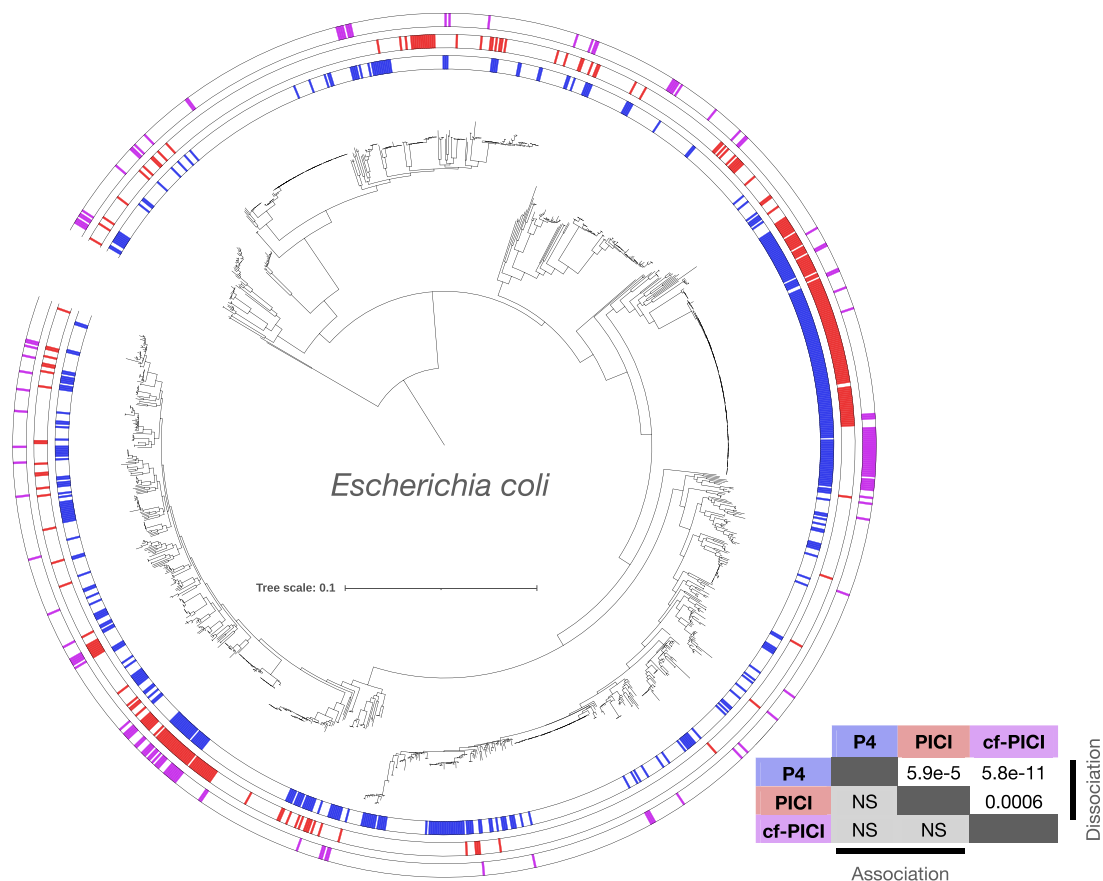 Escherichia coli
Tree scale: 0.1
P4 PICI cf-PICI
P4 5.9e-5 5.8e-11
PICI NS 0.0006
cf-PICI NS NS
Dissociation
Association